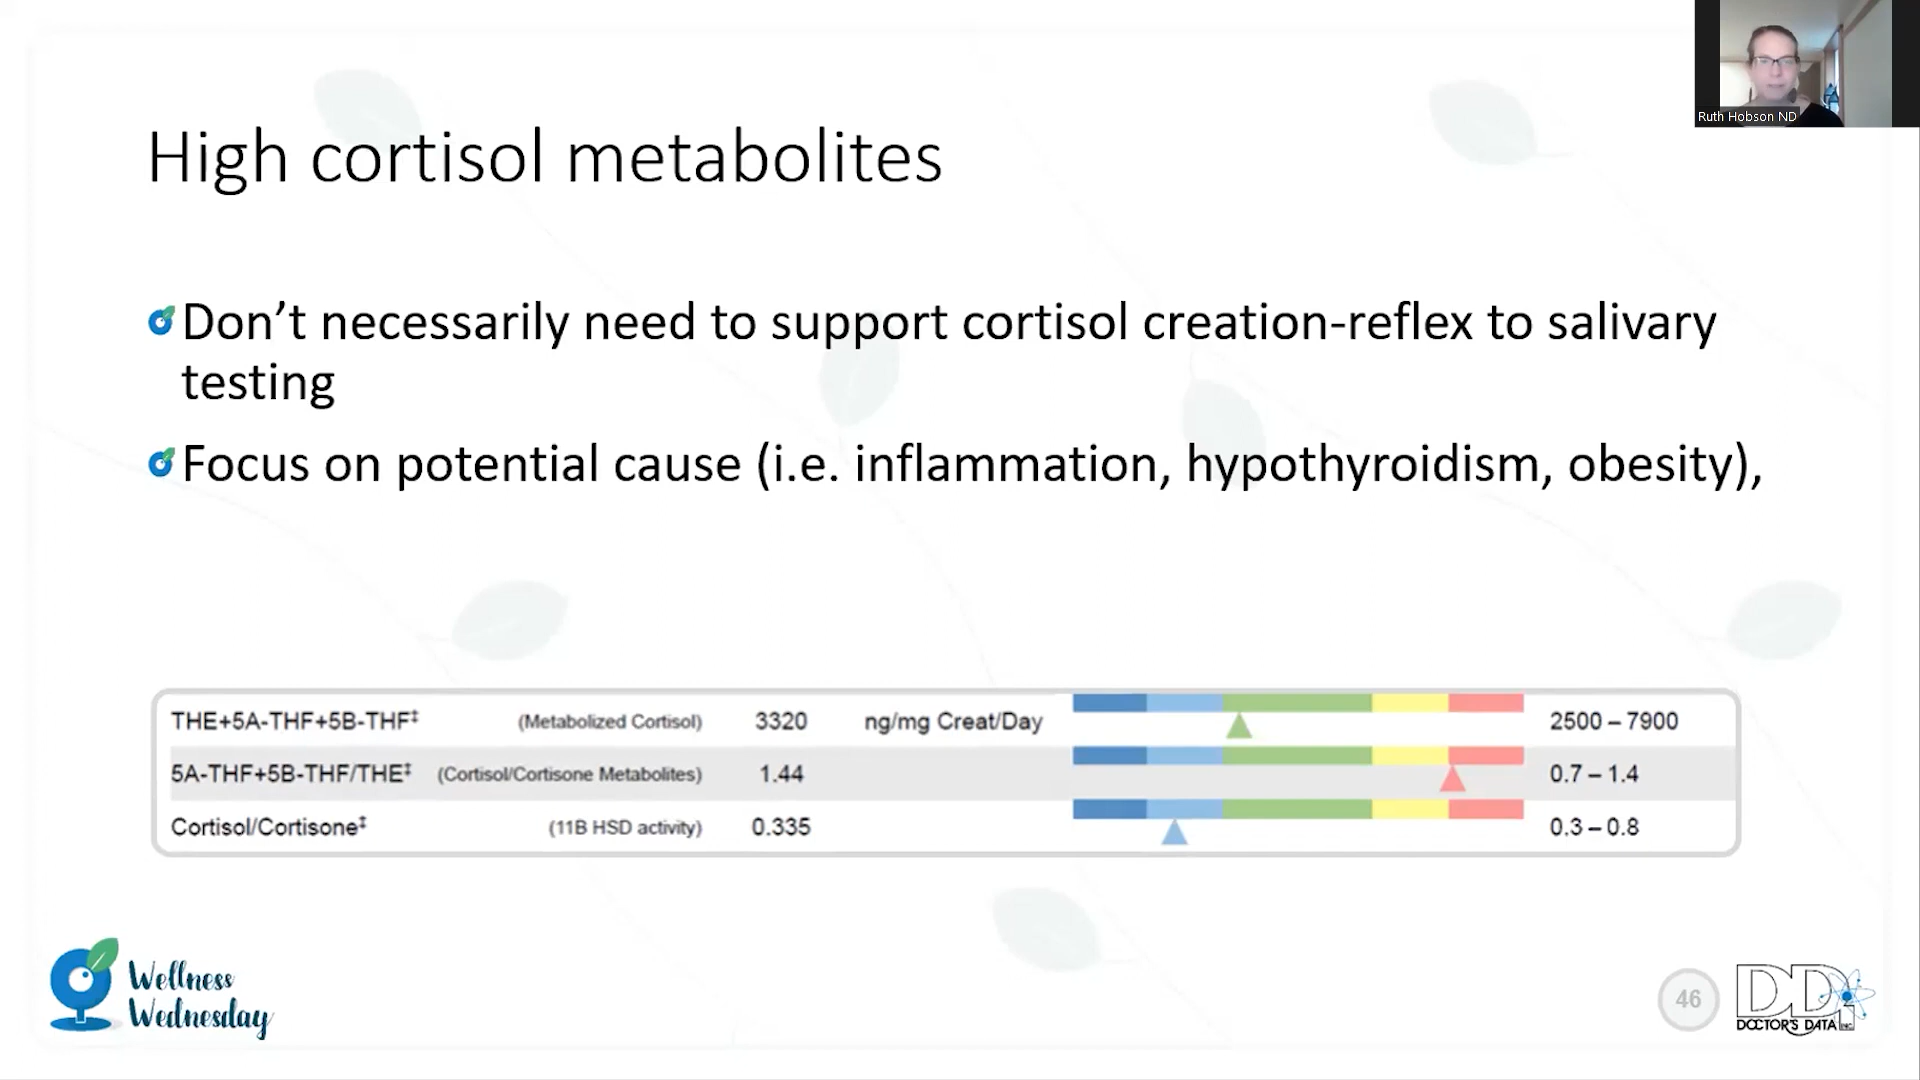 Ruth Hobson ND
High cortisol metabolites
Don’t necessarily need to support cortisol creation-reflex to salivary
testing
Focus on potential cause (i.e. inflammation, hypothyroidism, obesity),
THE+5A-THF+5B-THF‡ (Metabolized Cortisol) 3320 ng/mg Creat/Day 2500 – 7900
5A-THF+5B-THF/THE‡ (Cortisol/Cortisone Metabolites) 1.44 0.7 – 1.4
Cortisol/Cortisone‡ (11B HSD activity) 0.335 0.3 – 0.8
Wellness
Wednesday
46
DDI
DOCTOR'S DATA INC